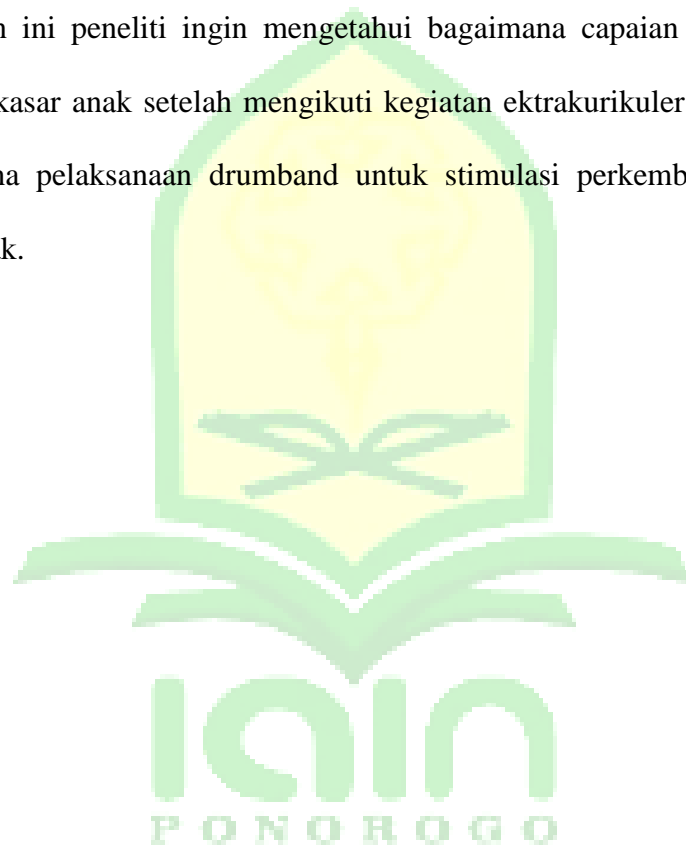 n ini peneliti ingin mengetahui bagaimana capaian
kasar anak setelah mengikuti kegiatan ektrakurikuler
na pelaksanaan drumband untuk stimulasi perkemb
k.
iain
PONOROGO